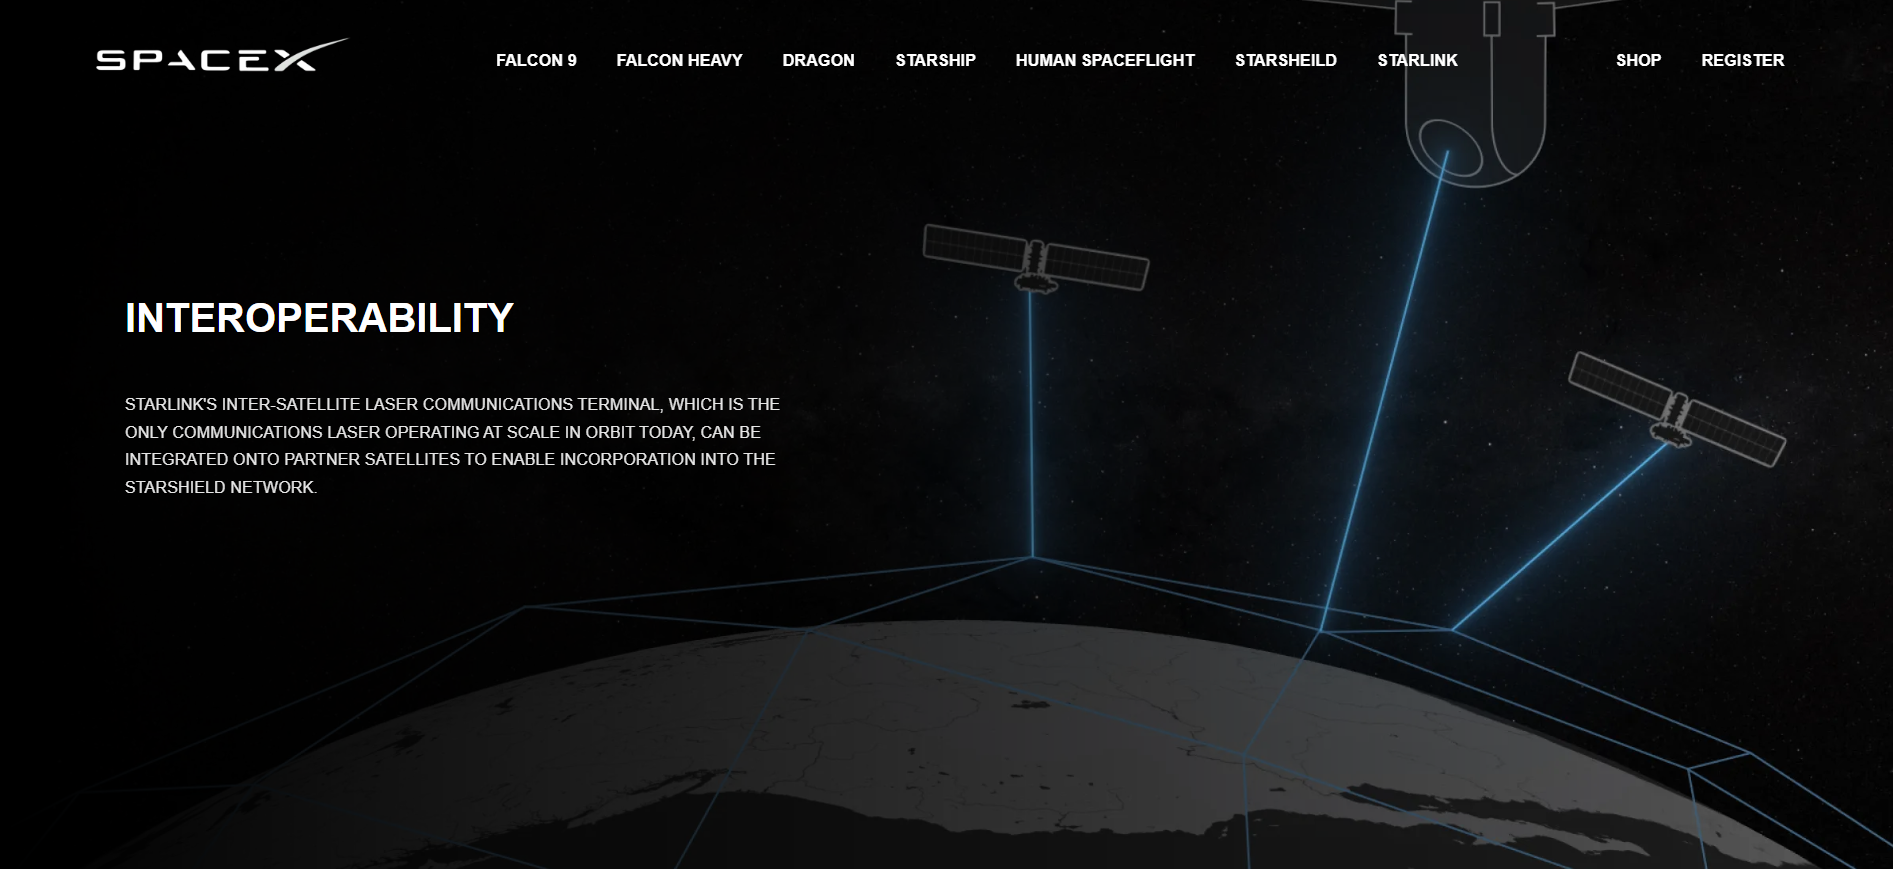 SPACEX
FALCON 9
FALCON HEAVY
DRAGON
STARSHIP
HUMAN SPACEFLIGHT
STARSHEILD
STARLINK
SHOP
REGISTER
INTEROPERABILITY
STARLINK'S INTER-SATELLITE LASER COMMUNICATIONS TERMINAL, WHICH IS THE
ONLY COMMUNICATIONS LASER OPERATING AT SCALE IN ORBIT TODAY, CAN BE
INTEGRATED ONTO PARTNER SATELLITES TO ENABLE INCORPORATION INTO THE
STARSHIELD NETWORK.